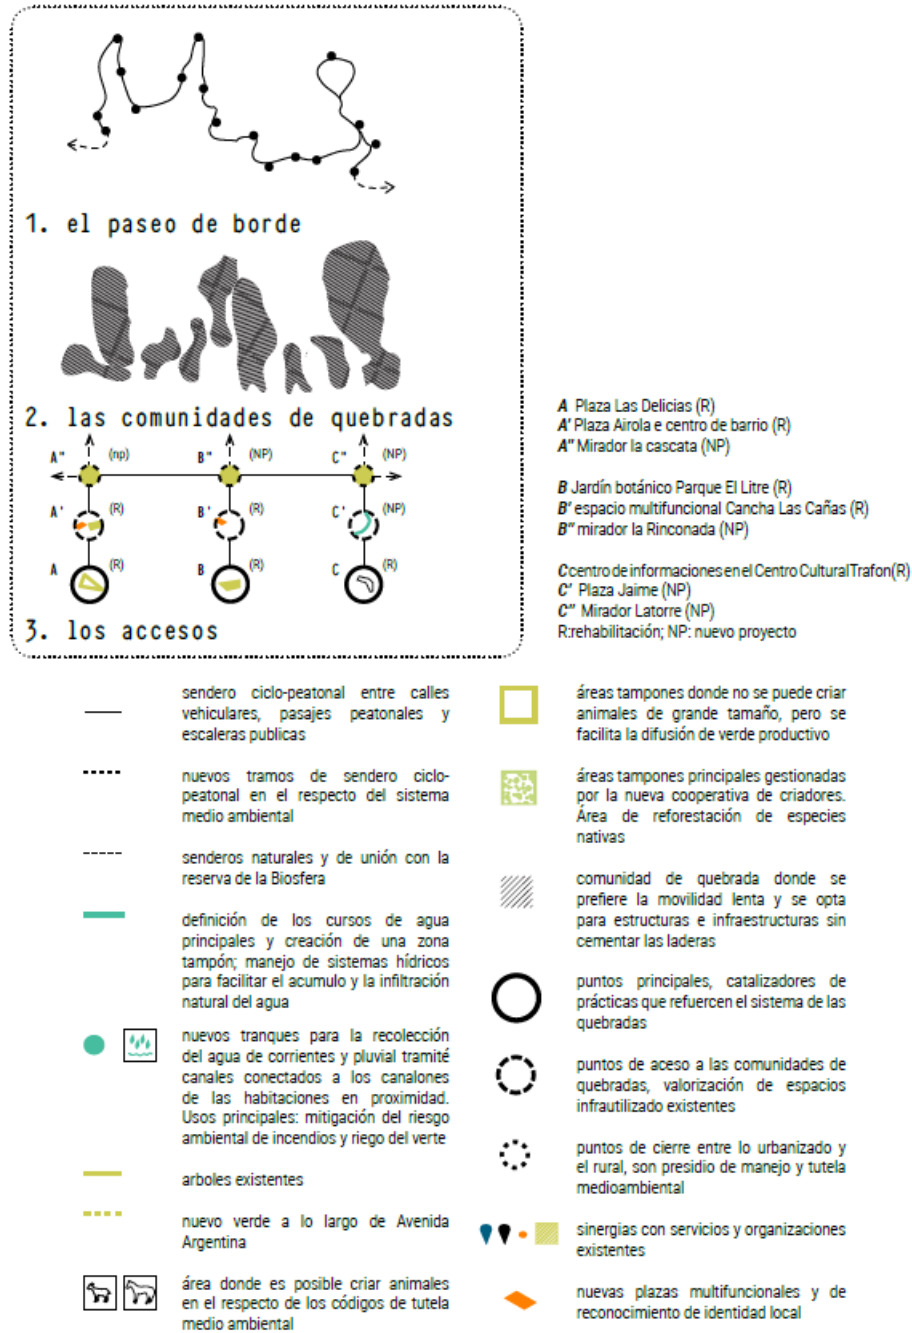 1. el paseo de borde
2. las comunidades de quebradas
A" (np) B" (NP) C" (NP)
A' (R) B' (R) C' (NP)
A (R) B (R) C (R)
3. los accesos
A Plaza Las Delicias (R)
A' Plaza Airola e centro de barrio (R)
A" Mirador la cascata (NP)
B Jardín botánico Parque El Litre (R)
B' espacio multifuncional Cancha Las Cañas (R)
B" mirador la Rinconada (NP)
C centro de informaciones en el Centro Cultural Trafon(R)
C' Plaza Jaime (NP)
C" Mirador Latorre (NP)
R:rehabilitación; NP: nuevo proyecto
sendero ciclo-peatonal entre calles
vehiculares, pasajes peatonales y
escaleras publicas
nuevos tramos de sendero ciclo-
peatonal en el respecto del sistema
medio ambiental
senderos naturales y de unión con la
reserva de la Biosfera
definición de los cursos de agua
principales y creación de una zona
tampón; manejo de sistemas hídricos
para facilitar el acumulo y la infiltración
natural del agua
nuevos tranques para la recolección
del agua de corrientes y pluvial tramité
canales conectados a los canalones
de las habitaciones en proximidad.
Usos principales: mitigación del riesgo
ambiental de incendios y riego del verte
arboles existentes
nuevo verde a lo largo de Avenida
Argentina
área donde es posible criar animales
en el respecto de los códigos de tutela
medio ambiental
áreas tampones donde no se puede criar
animales de grande tamaño, pero se
facilita la difusión de verde productivo
áreas tampones principales gestionadas
por la nueva cooperativa de criadores.
Área de reforestación de especies
nativas
comunidad de quebrada donde se
prefiere la movilidad lenta y se opta
para estructuras e infraestructuras sin
cementar las laderas
puntos principales, catalizadores de
prácticas que refuercen el sistema de las
quebradas
puntos de aceso a las comunidades de
quebradas, valorización de espacios
infrautilizado existentes
puntos de cierre entre lo urbanizado y
el rural, son presidio de manejo y tutela
medioambiental
sinergias con servicios y organizaciones
existentes
nuevas plazas multifuncionales y de
reconocimiento de identidad local